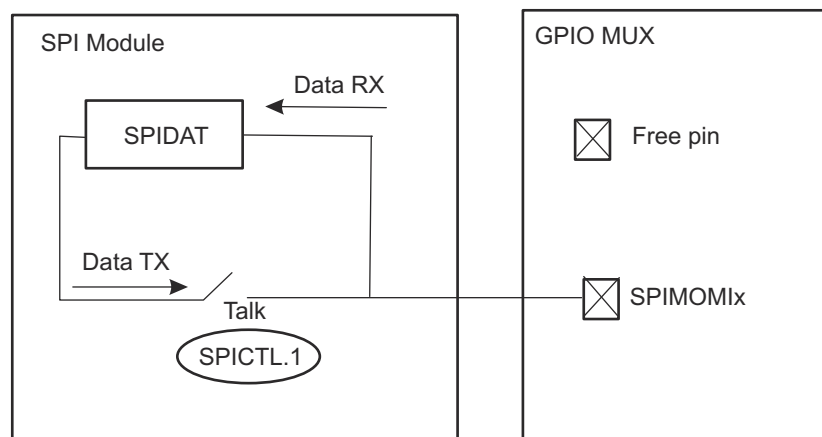 SPI Module
GPIO MUX
Data RX
SPIDAT
Free pin
Data TX
Talk
SPIMOMIx
SPICTL.1